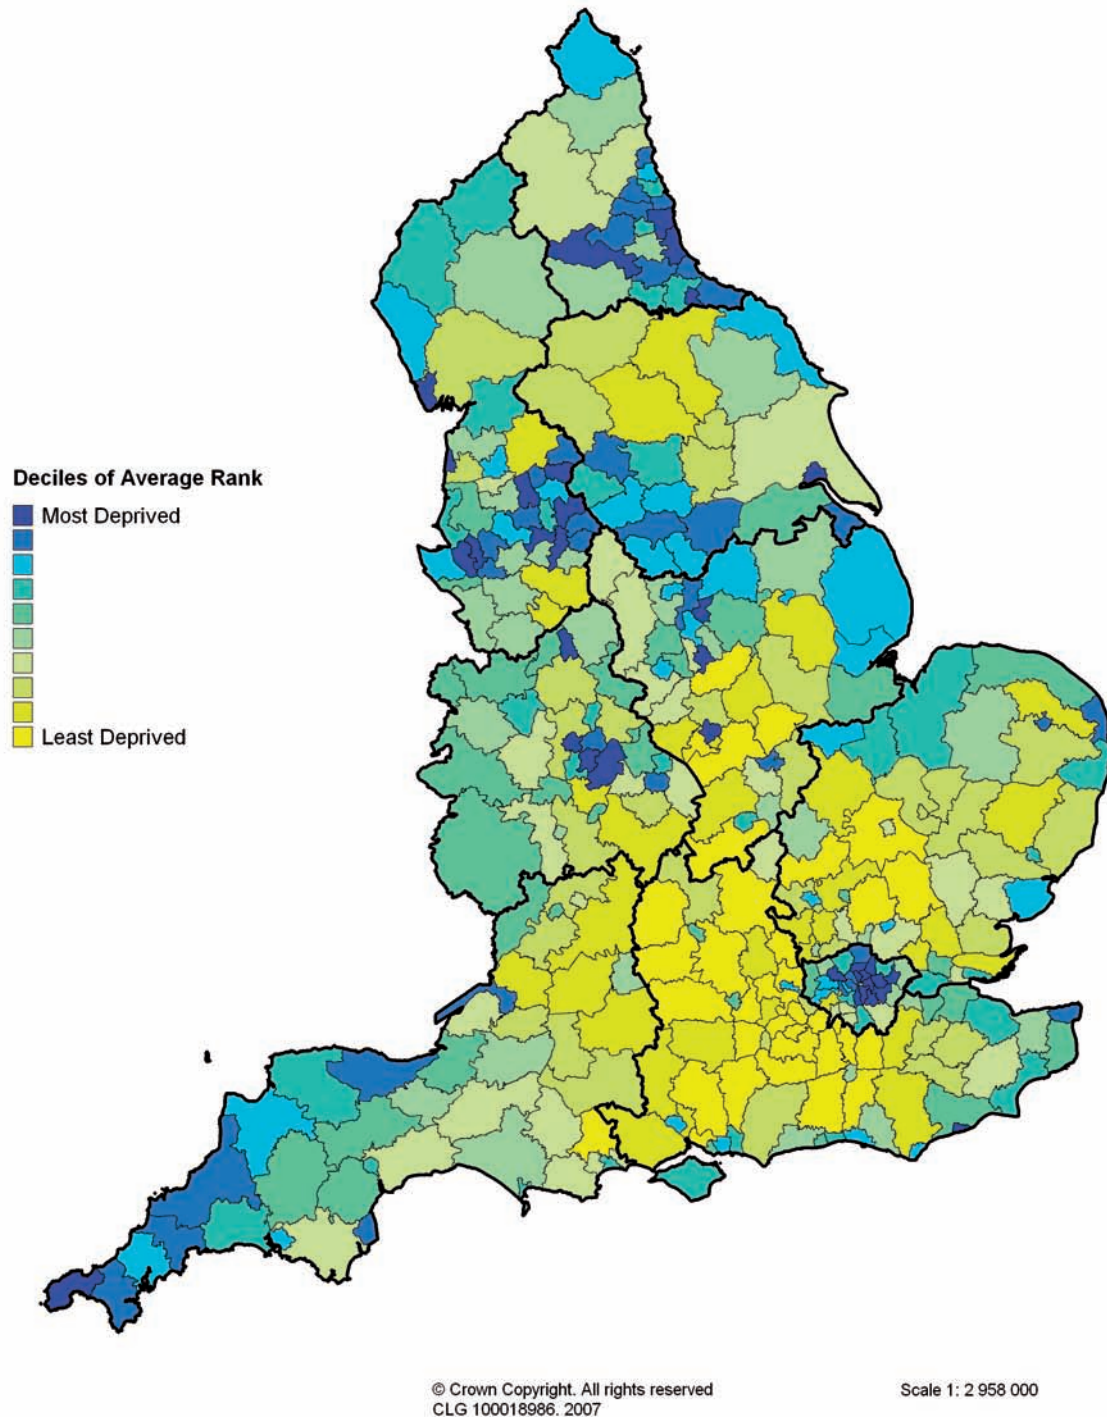 Deciles of Average Rank
Most Deprived
Least Deprived
© Crown Copyright. All rights reserved
CLG 100018986. 2007
Scale 1: 2 958 000